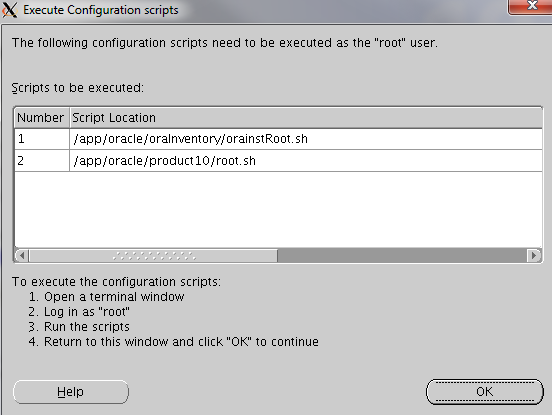 Execute Configuration scripts
The following configuration scripts need to be executed as the "root" user.
Scripts to be executed:
Number Script Location
1 /app/oracle/oraInventory/orainstRoot.sh
2 /app/oracle/product10/root.sh
To execute the configuration scripts:
1. Open a terminal window
2. Log in as "root"
3. Run the scripts
4. Return to this window and click "OK" to continue
Help OK